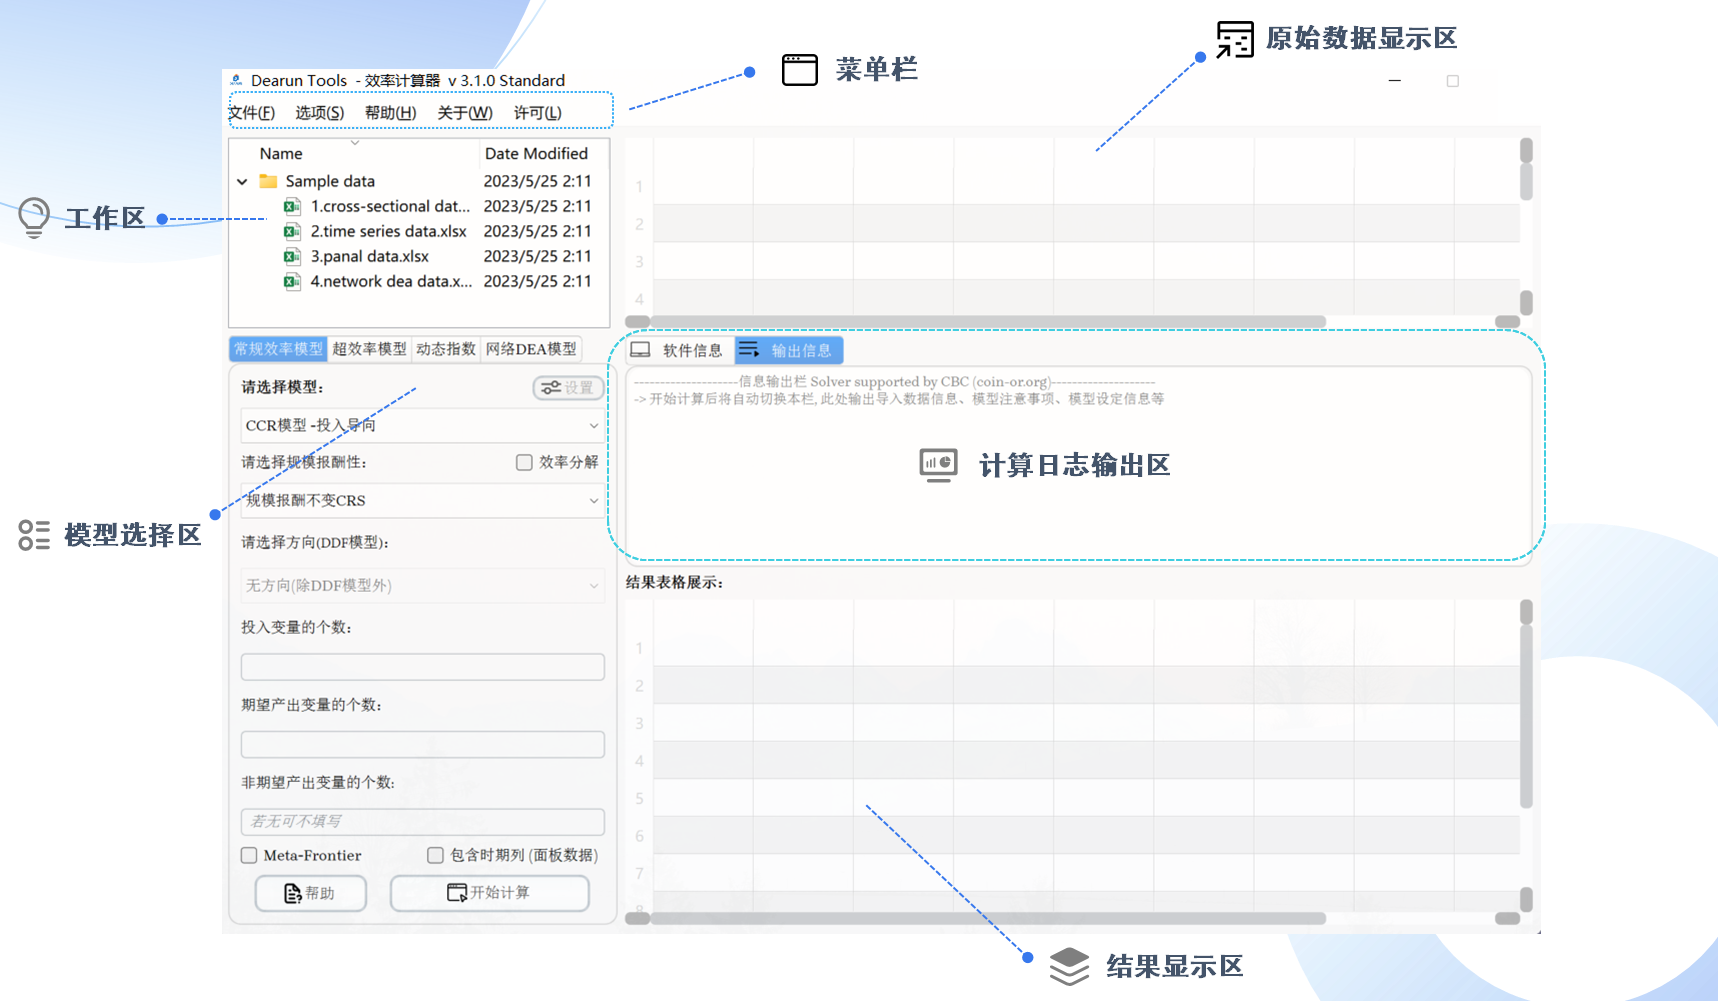 原始数据显示区
菜单栏
Dearun Tools - 效率计算器 v 3.1.0 Standard
文件(F) 选项(S) 帮助(H) 关于(W) 许可(L)
Name Date Modified
Sample data 2023/5/25 2:11
1.cross-sectional dat... 2023/5/25 2:11
2.time series data.xlsx 2023/5/25 2:11
3.panal data.xlsx 2023/5/25 2:11
4.network dea data.x... 2023/5/25 2:11
工作区
1
2
3
4
常规效率模型 超效率模型 动态指数 网络DEA模型
软件信息 输出信息
--------------------信息输出栏 Solver supported by CBC (coin-or.org)--------------------
-> 开始计算后将自动切换本栏, 此处输出导入数据信息、模型注意事项、模型设定信息等
计算日志输出区
请选择模型: 设置
CCR模型 -投入导向
请选择规模报酬性: 效率分解
规模报酬不变CRS
模型选择区
请选择方向(DDF模型):
无方向(除DDF模型外)
投入变量的个数:
期望产出变量的个数:
非期望产出变量的个数:
若无可不填写
Meta-Frontier 包含时期列 (面板数据)
帮助 开始计算
结果表格展示:
1
2
3
4
5
6
7
8
结果显示区